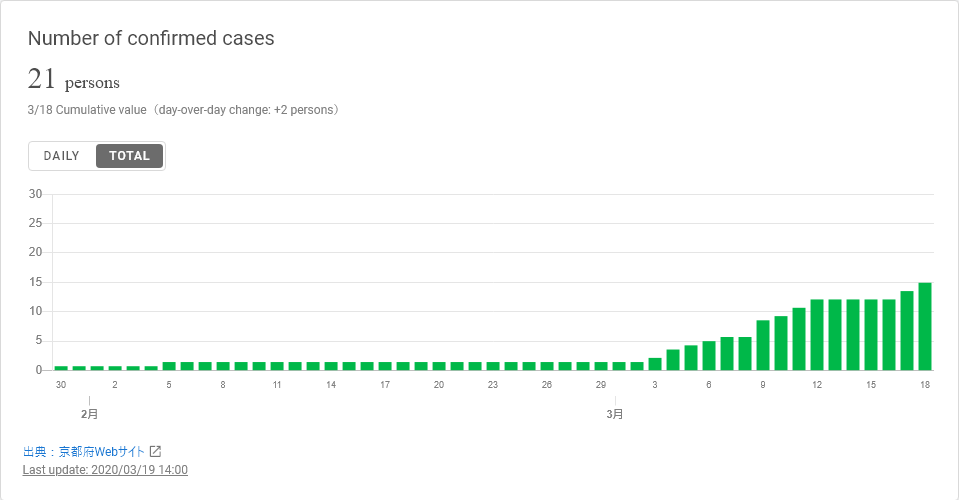 Number of confirmed cases
21 persons
3/18 Cumulative value（day-over-day change: +2 persons）
DAILY TOTAL
30
25
20
15
10
5
0
30 2 5 8 11 14 17 20 23 26 29 3 6 9 12 15 18
2月 3月
出典：京都府Webサイト
Last update: 2020/03/19 14:00